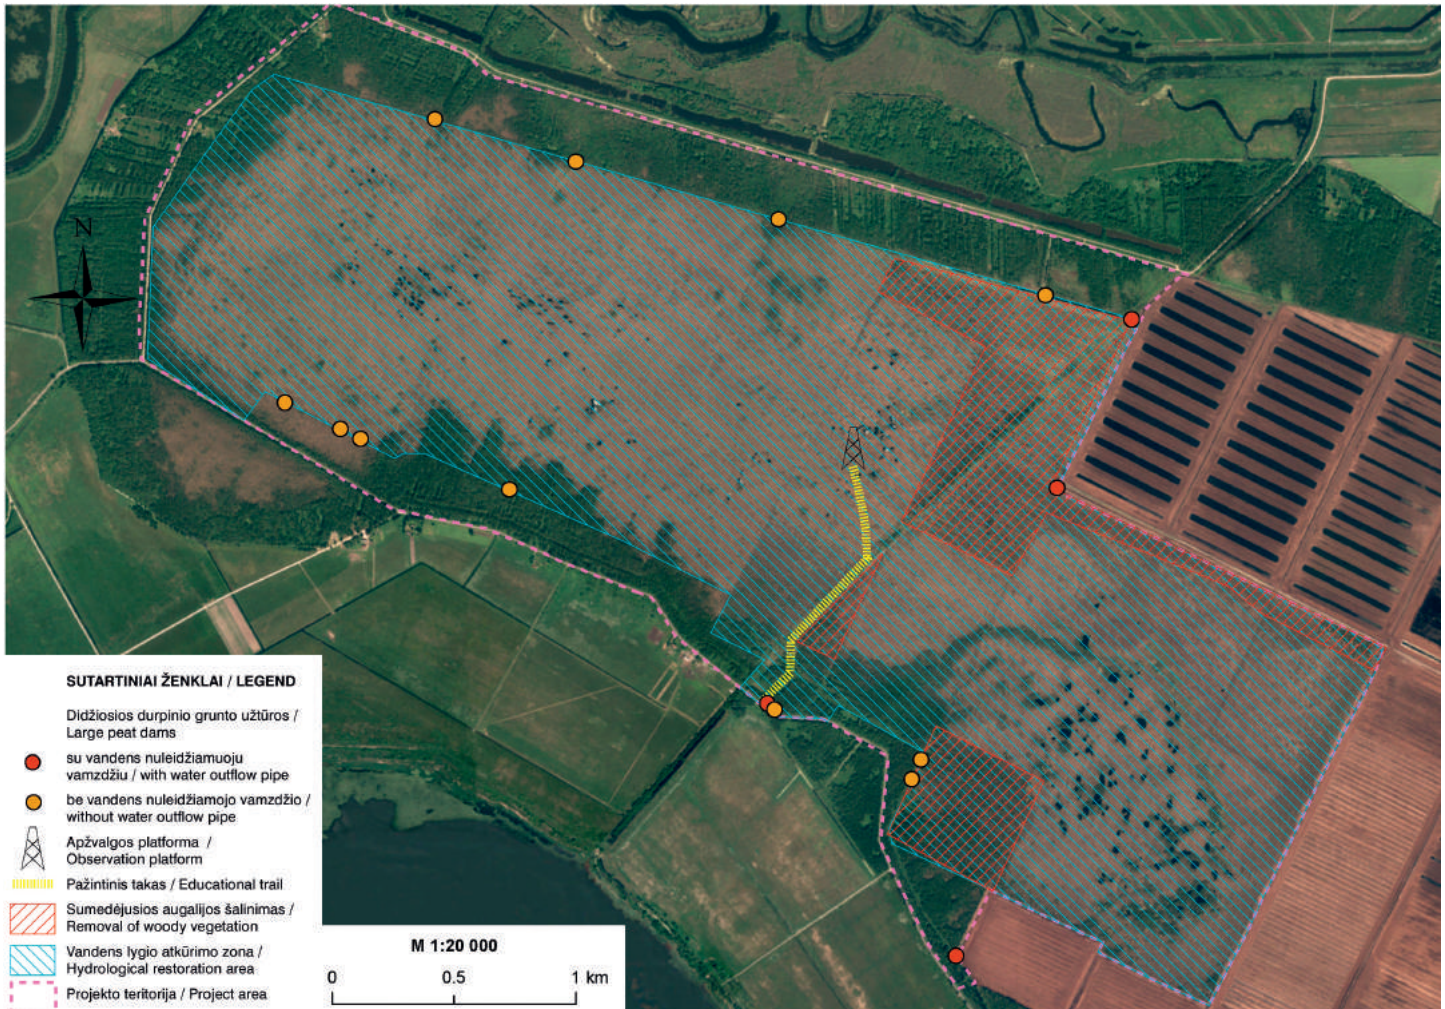 N
SUTARTINIAI ŽENKLAI / LEGEND
Didžiosios durpinio grunto užtūros /
Large peat dams
su vandens nuleidžiamuoju
vamzdžiu / with water outflow pipe
be vandens nuleidžiamojo vamzdžio /
without water outflow pipe
Apžvalgos platforma /
Observation platform
Pažintinis takas / Educational trail
Sumedėjusios augalijos šalinimas /
Removal of woody vegetation
Vandens lygio atkūrimo zona /
Hydrological restoration area
Projekto teritorija / Project area
M 1:20 000
0 0.5 1 km